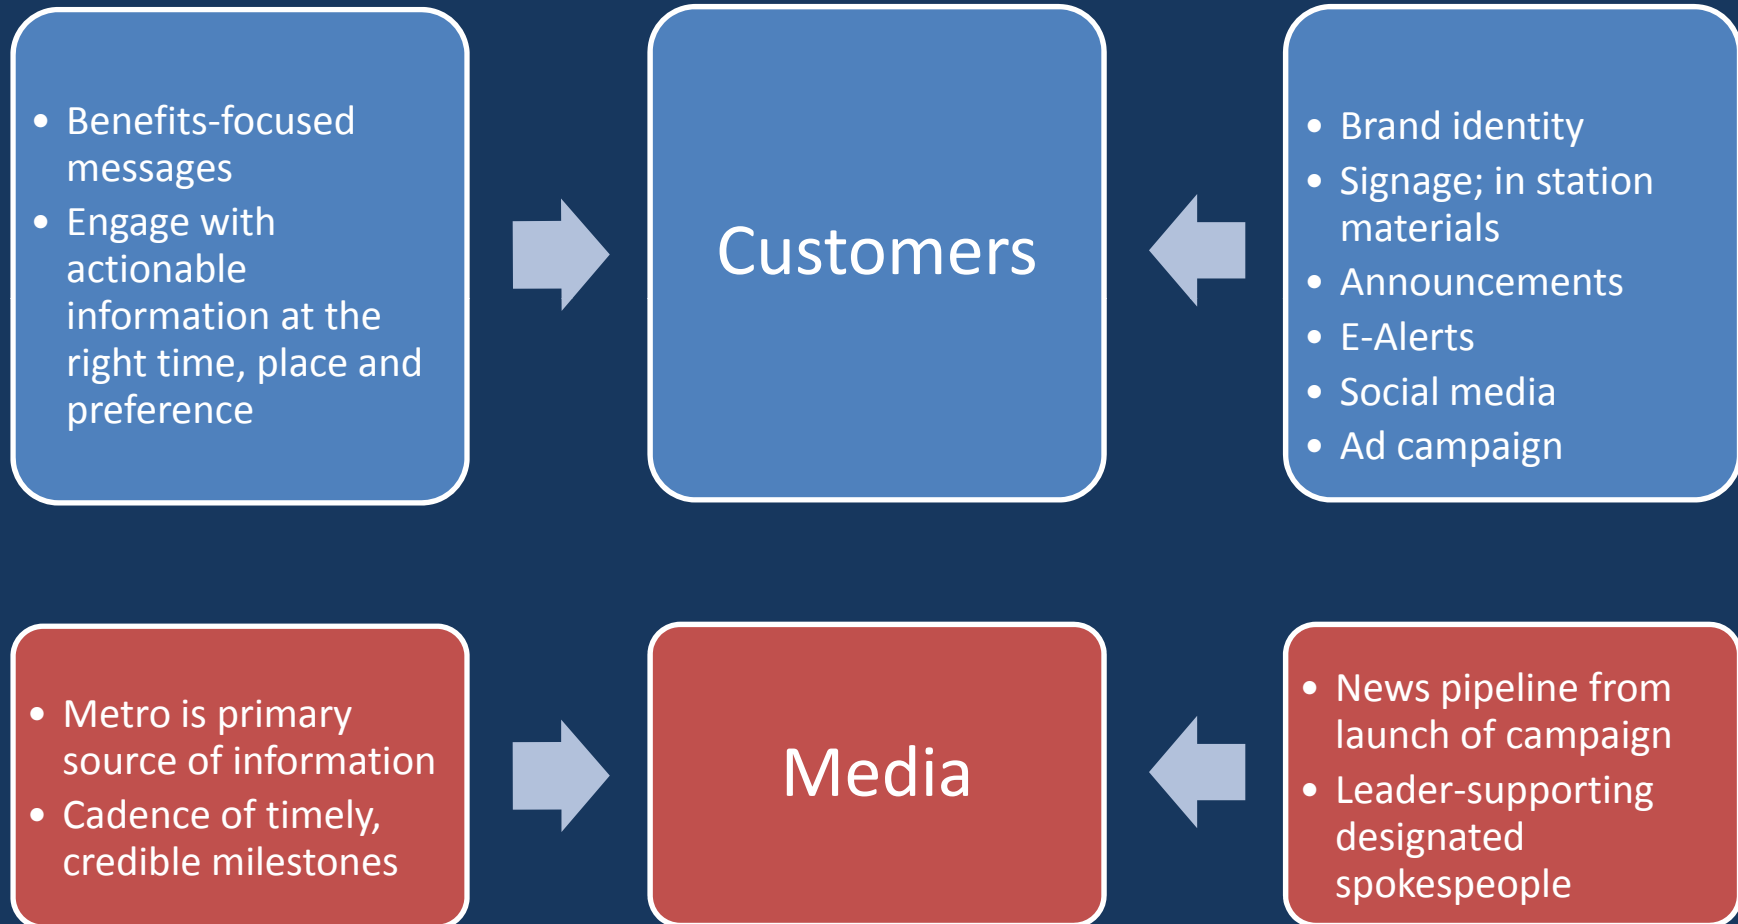 • Benefits-focused
messages
• Engage with
actionable
information at the
right time, place and
preference
Customers
• Brand identity
• Signage; in station
materials
• Announcements
• E-Alerts
• Social media
• Ad campaign
• Metro is primary
source of information
• Cadence of timely,
credible milestones
Media
• News pipeline from
launch of campaign
• Leader-supporting
designated
spokespeople